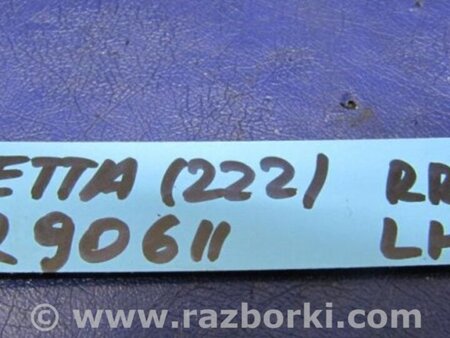 ETTA (222) RR
290611 LH
www.razborki.com